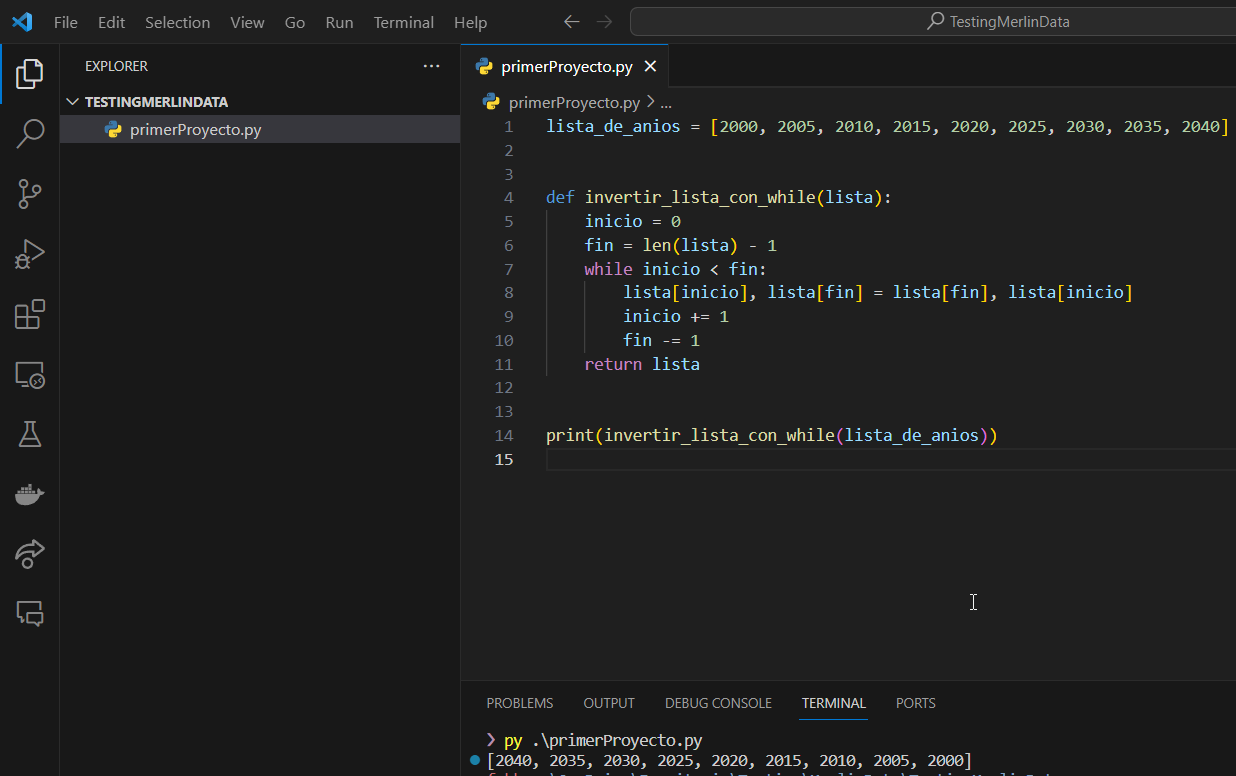 File Edit Selection View Go Run Terminal Help TestingMerlinData
EXPLORER ...
TESTINGMERLINDATA
primerProyecto.py
primerProyecto.py
primerProyecto.py > ...
1 lista_de_anios = [2000, 2005, 2010, 2015, 2020, 2025, 2030, 2035, 2040]
2
3
4 def invertir_lista_con_while(lista):
5     inicio = 0
6     fin = len(lista) - 1
7     while inicio < fin:
8         lista[inicio], lista[fin] = lista[fin], lista[inicio]
9         inicio += 1
10         fin -= 1
11     return lista
12
13
14 print(invertir_lista_con_while(lista_de_anios))
15
PROBLEMS OUTPUT DEBUG CONSOLE TERMINAL PORTS
❯ py .\primerProyecto.py
[2040, 2035, 2030, 2025, 2020, 2015, 2010, 2005, 2000]